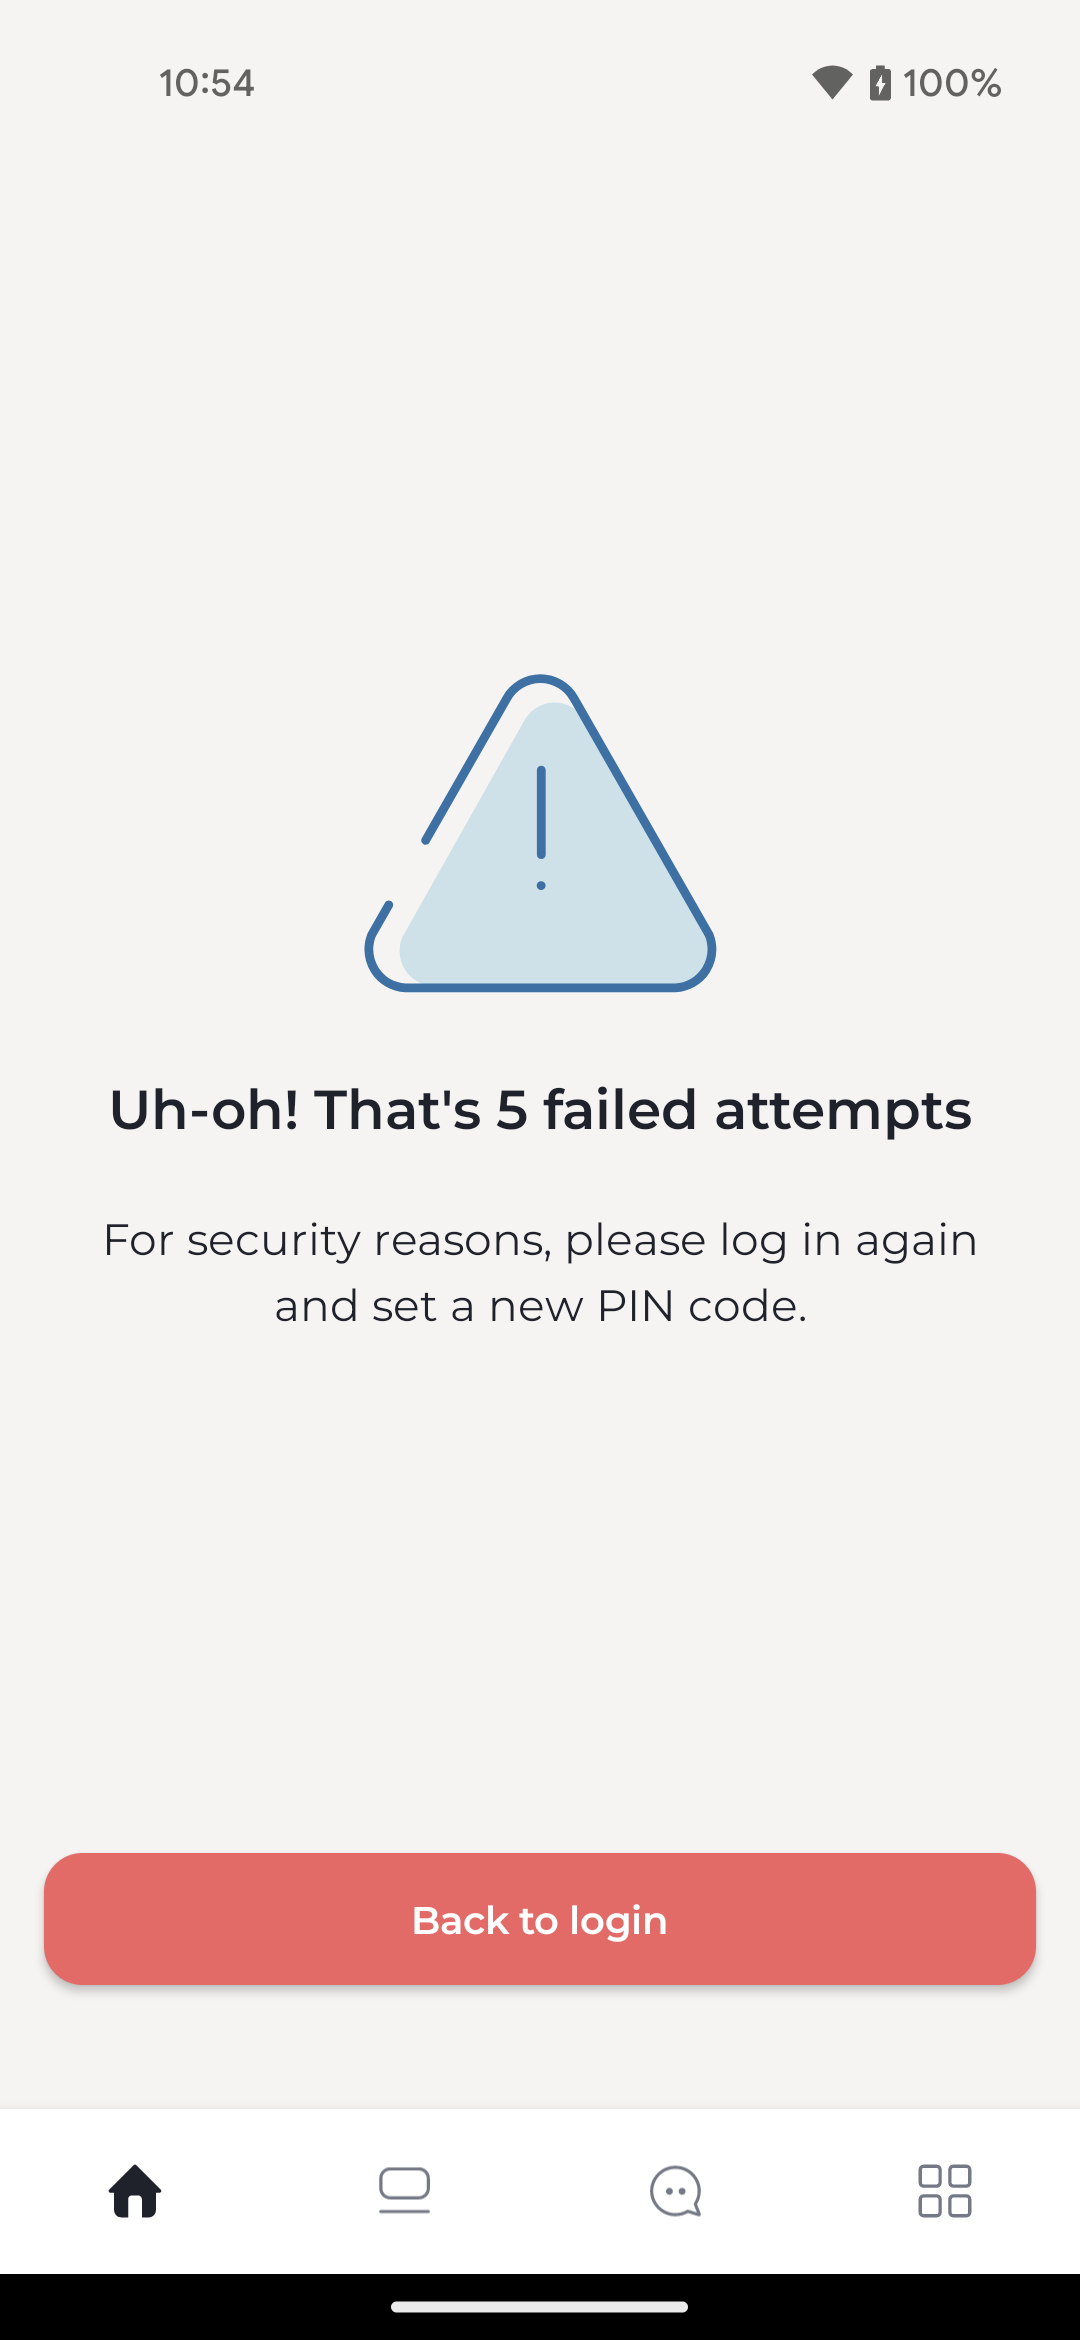 10:54
100%
Uh-oh! That's 5 failed attempts
For security reasons, please log in again
and set a new PIN code.
Back to login